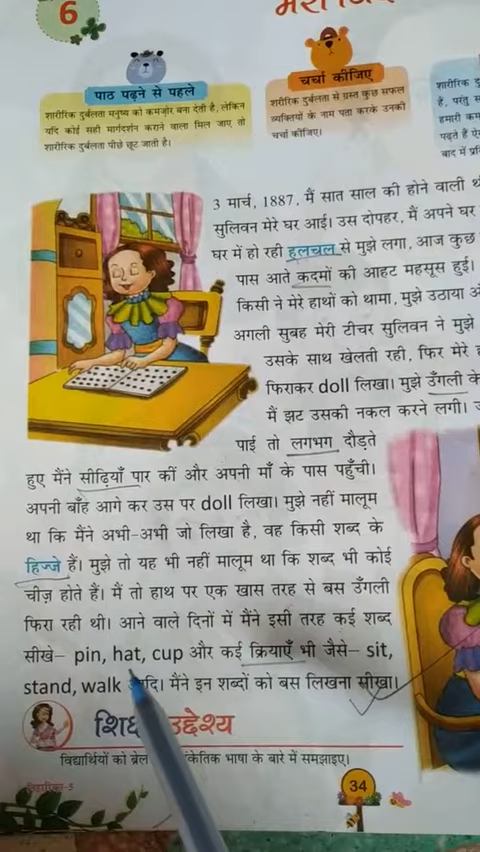 6
पाठ पढ़ने से पहले
शारीरिक दुर्बलता मनुष्य को कमजोर बना देती है, लेकिन
यदि कोई सही मार्गदर्शन कराने वाला मिल जाए तो
शारीरिक दुर्बलता पीछे छूट जाती है।
चर्चा कीजिए
शारीरिक दुर्बलता से ग्रस्त कुछ सफल
व्यक्तियों के नाम पता करके उनकी
चर्चा कीजिए।
शारीरिक
हैं, परंतु
हमारी
पढ़ते हैं
बाद में
3 मार्च, 1887, मैं सात साल की होने वाली
सुलिवन मेरे घर आई। उस दोपहर, मैं अपने घर
घर में हो रही हलचल से मुझे लगा, आज कुछ
पास आते कदमों की आहट महसूस हुई।
किसी ने मेरे हाथों को थामा, मुझे उठाया
अगली सुबह मेरी टीचर सुलिवन ने मुझे
उसके साथ खेलती रही, फिर मेरे
फिराकर doll लिखा। मुझे उँगली के
मैं झट उसकी नकल करने लगी।
पाई तो लगभग दौड़ते
हुए मैंने सीढ़ियाँ पार कीं और अपनी माँ के पास पहुँची।
अपनी बाँह आगे कर उस पर doll लिखा। मुझे नहीं मालूम
था कि मैंने अभी-अभी जो लिखा है, वह किसी शब्द के
हिज्जे हैं। मुझे तो यह भी नहीं मालूम था कि शब्द भी कोई
चीज़ होते हैं। मैं तो हाथ पर एक खास तरह से बस उँगली
फिरा रही थी। आने वाले दिनों में मैंने इसी तरह कई शब्द
सीखे– pin, hat, cup और कई क्रियाएँ भी जैसे– sit,
stand, walk आदि। मैंने इन शब्दों को बस लिखना सीखा।
उद्देश्य
विद्यार्थियों को ब्रेल सांकेतिक भाषा के बारे में समझाइए।
34